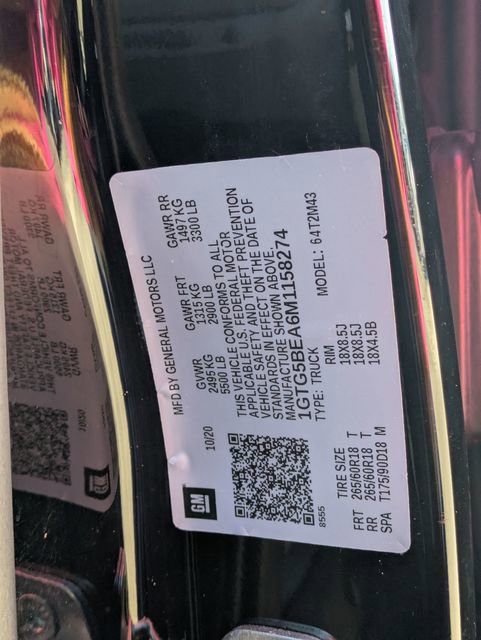 GM
MFD BY GENERAL MOTORS LLC
10/20
GVWR GAWR FRT GAWR RR
2495 KG 1316 KG 1497 KG
5500 LB 2900 LB 3300 LB
THIS VEHICLE CONFORMS TO ALL
APPLICABLE U.S. FEDERAL MOTOR
VEHICLE SAFETY AND THEFT PREVENTION
STANDARDS IN EFFECT ON THE DATE OF
MANUFACTURE SHOWN ABOVE.
1GTG5BEA6M1158274
TYPE: TRUCK MODEL: 64T2M43
8555
TIRE SIZE RIM
FRT 265/60R18 T 18X8.5J
RR 265/60R18 T 18X8.5J
SPA T175/90D18 M 18X4.5B